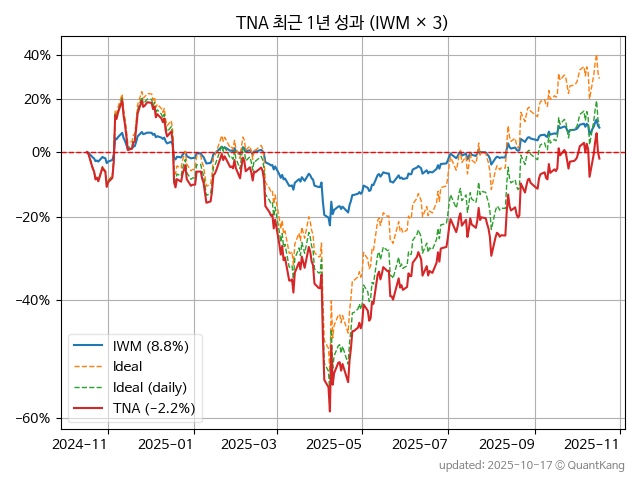 TNA 최근 1년 성과 (IWM × 3)
40%
20%
0%
−20%
−40%
−60%
IWM (8.8%)
Ideal
Ideal (daily)
TNA (−2.2%)
2024−11
2025−01
2025−03
2025−05
2025−07
2025−09
2025−11
updated: 2025-10-17 © QuantKang